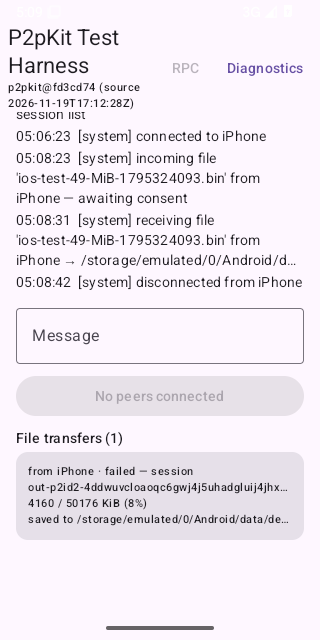 P2pKit Test
Harness
p2pkit@fd3cd74 (source
2026-11-19T17:12:28Z)
RPC
Diagnostics
session list
05:06:23 [system] connected to iPhone
05:08:23 [system] incoming file
'ios-test-49-MiB-1795324093.bin' from
iPhone — awaiting consent
05:08:31 [system] receiving file
'ios-test-49-MiB-1795324093.bin' from
iPhone → /storage/emulated/0/Android/d…
05:08:42 [system] disconnected from iPhone
Message
No peers connected
File transfers (1)
from iPhone · failed — session
out-p2id2-4ddwuvcloaoqc6gwj4j5uhadgluij4jhx…
4160 / 50176 KiB (8%)
saved to /storage/emulated/0/Android/data/de…